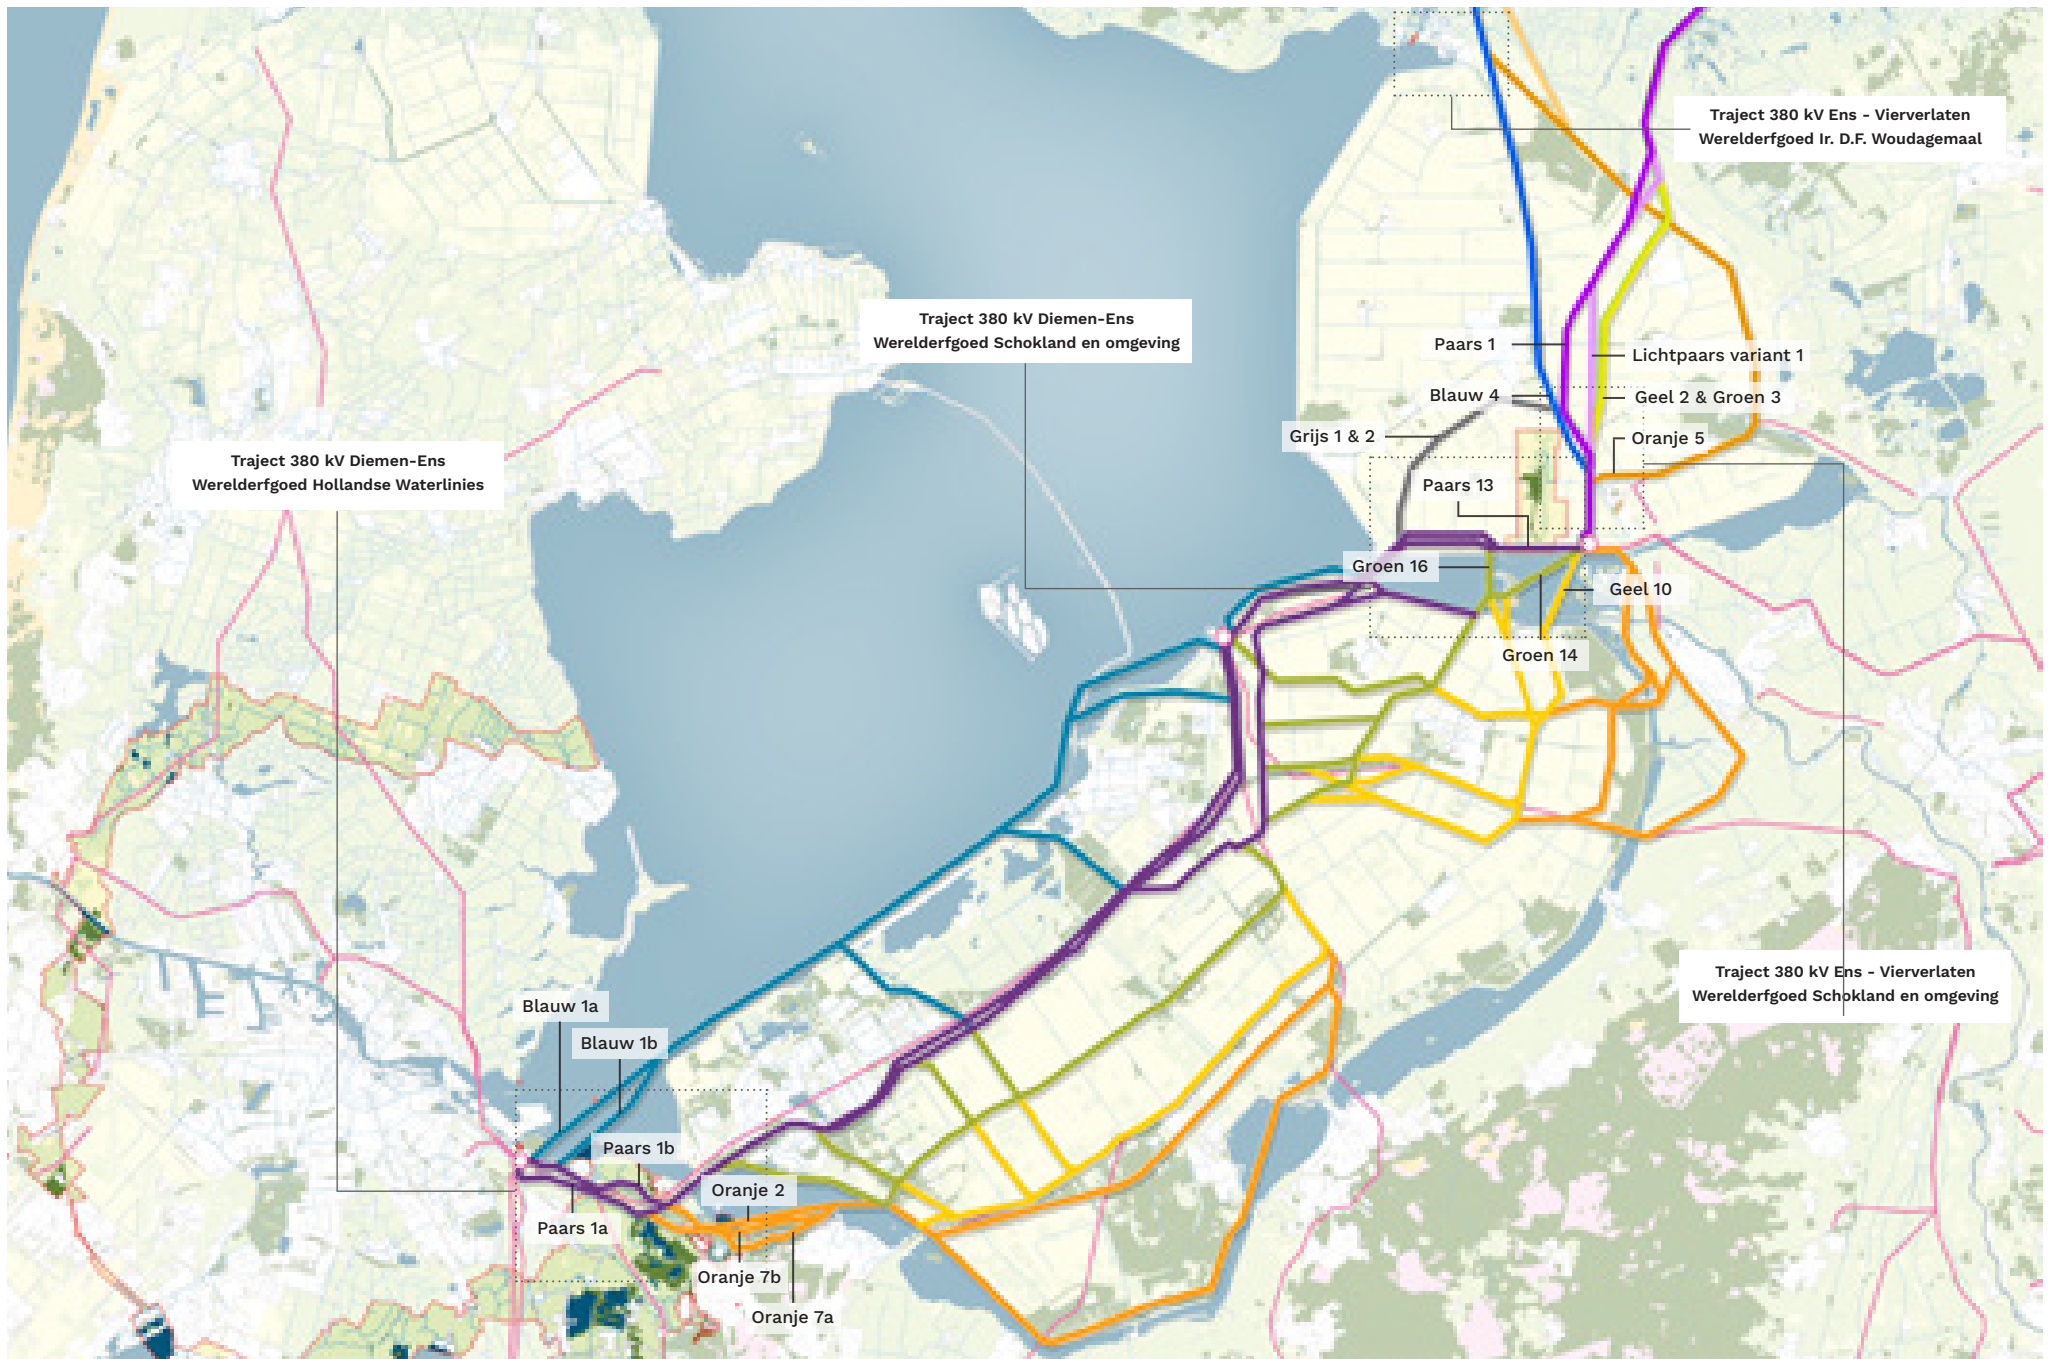 Traject 380 kV Ens - Vierverlaten
Werelderfgoed Ir. D.F. Woudagemaal
Traject 380 kV Diemen-Ens
Werelderfgoed Schokland en omgeving
Paars 1
Lichtpaars variant 1
Blauw 4
Geel 2 & Groen 3
Grijs 1 & 2
Oranje 5
Traject 380 kV Diemen-Ens
Werelderfgoed Hollandse Waterlinies
Paars 13
Groen 16
Geel 10
Groen 14
Traject 380 kV Ens - Vierverlaten
Werelderfgoed Schokland en omgeving
Blauw 1a
Blauw 1b
Paars 1b
Oranje 2
Paars 1a
Oranje 7b
Oranje 7a